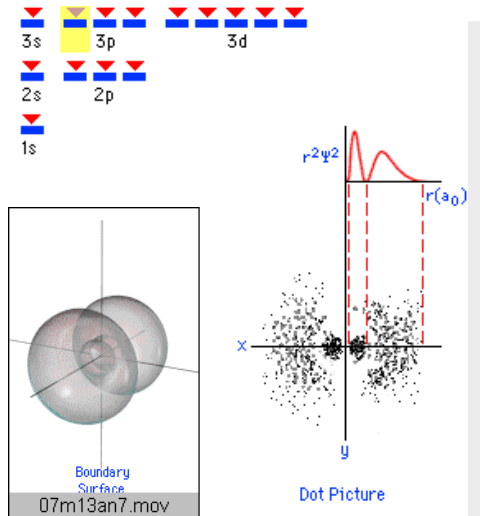 3s 3p 3d
2s 2p
1s
r²Ψ²
r(a₀)
x
y
Boundary
Surface
07m13an7.mov
Dot Picture